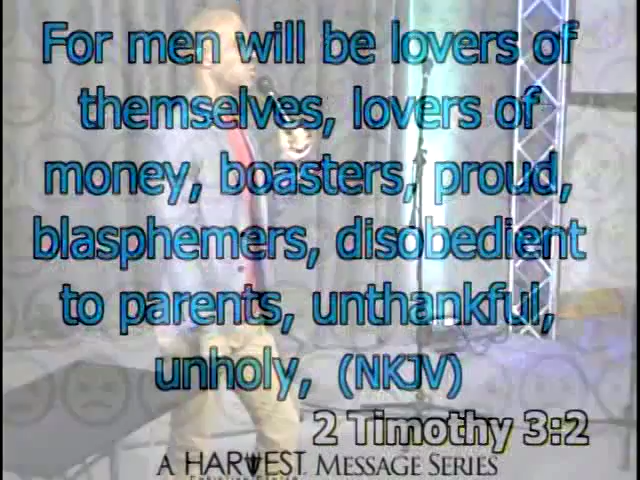 For men will be lovers of
themselves, lovers of
money, boasters, proud,
blasphemers, disobedient
to parents, unthankful,
unholy, (NKJV)
2 Timothy 3:2
A HARVEST MESSAGE SERIES